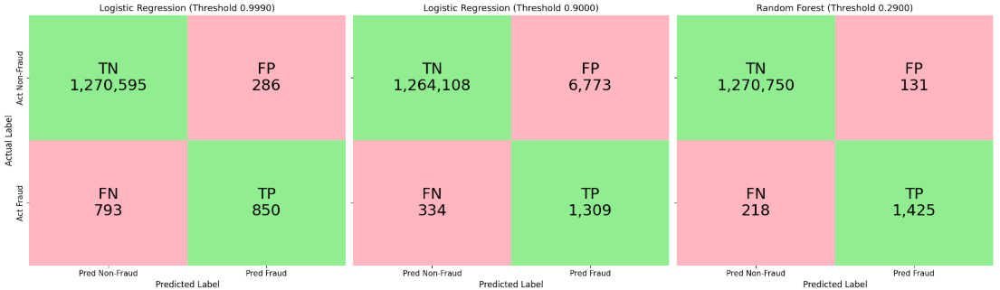 Logistic Regression (Threshold 0.9990)
Logistic Regression (Threshold 0.9000)
Random Forest (Threshold 0.2900)
Actual Label
Act Non-Fraud
Act Fraud
TN
1,270,595
FP
286
FN
793
TP
850
Pred Non-Fraud
Pred Fraud
Predicted Label
TN
1,264,108
FP
6,773
FN
334
TP
1,309
Pred Non-Fraud
Pred Fraud
Predicted Label
TN
1,270,750
FP
131
FN
218
TP
1,425
Pred Non-Fraud
Pred Fraud
Predicted Label